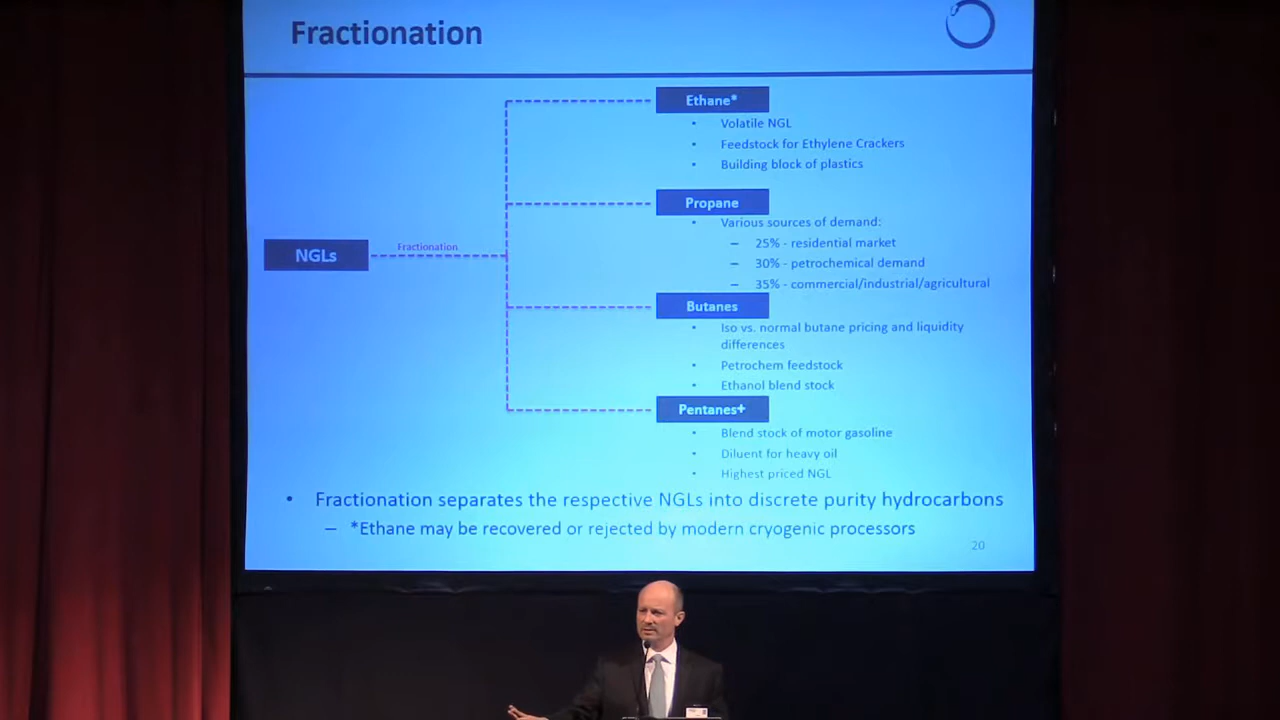 Fractionation
Ethane*
• Volatile NGL
• Feedstock for Ethylene Crackers
• Building block of plastics
Propane
• Various sources of demand:
– 25% - residential market
– 30% - petrochemical demand
– 35% - commercial/industrial/agricultural
NGLs
Fractionation
Butanes
• Iso vs. normal butane pricing and liquidity
differences
• Petrochem feedstock
• Ethanol blend stock
Pentanes+
• Blend stock of motor gasoline
• Diluent for heavy oil
• Highest priced NGL
• Fractionation separates the respective NGLs into discrete purity hydrocarbons
– *Ethane may be recovered or rejected by modern cryogenic processors
20